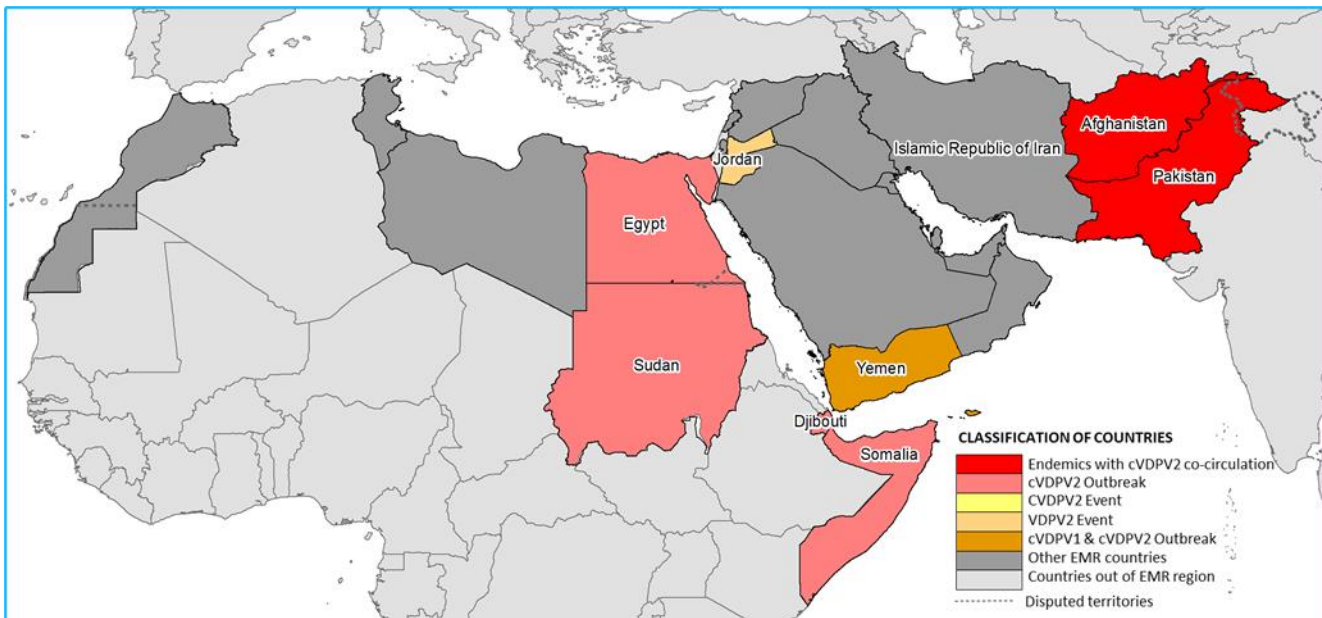 Afghanistan
Islamic Republic of Iran
Jordan
Pakistan
Egypt
Sudan
Yemen
Djibouti
Somalia
CLASSIFICATION OF COUNTRIES
Endemics with cVDPV2 co-circulation
cVDPV2 Outbreak
CVDPV2 Event
VDPV2 Event
cVDPV1 & cVDPV2 Outbreak
Other EMR countries
Countries out of EMR region
Disputed territories